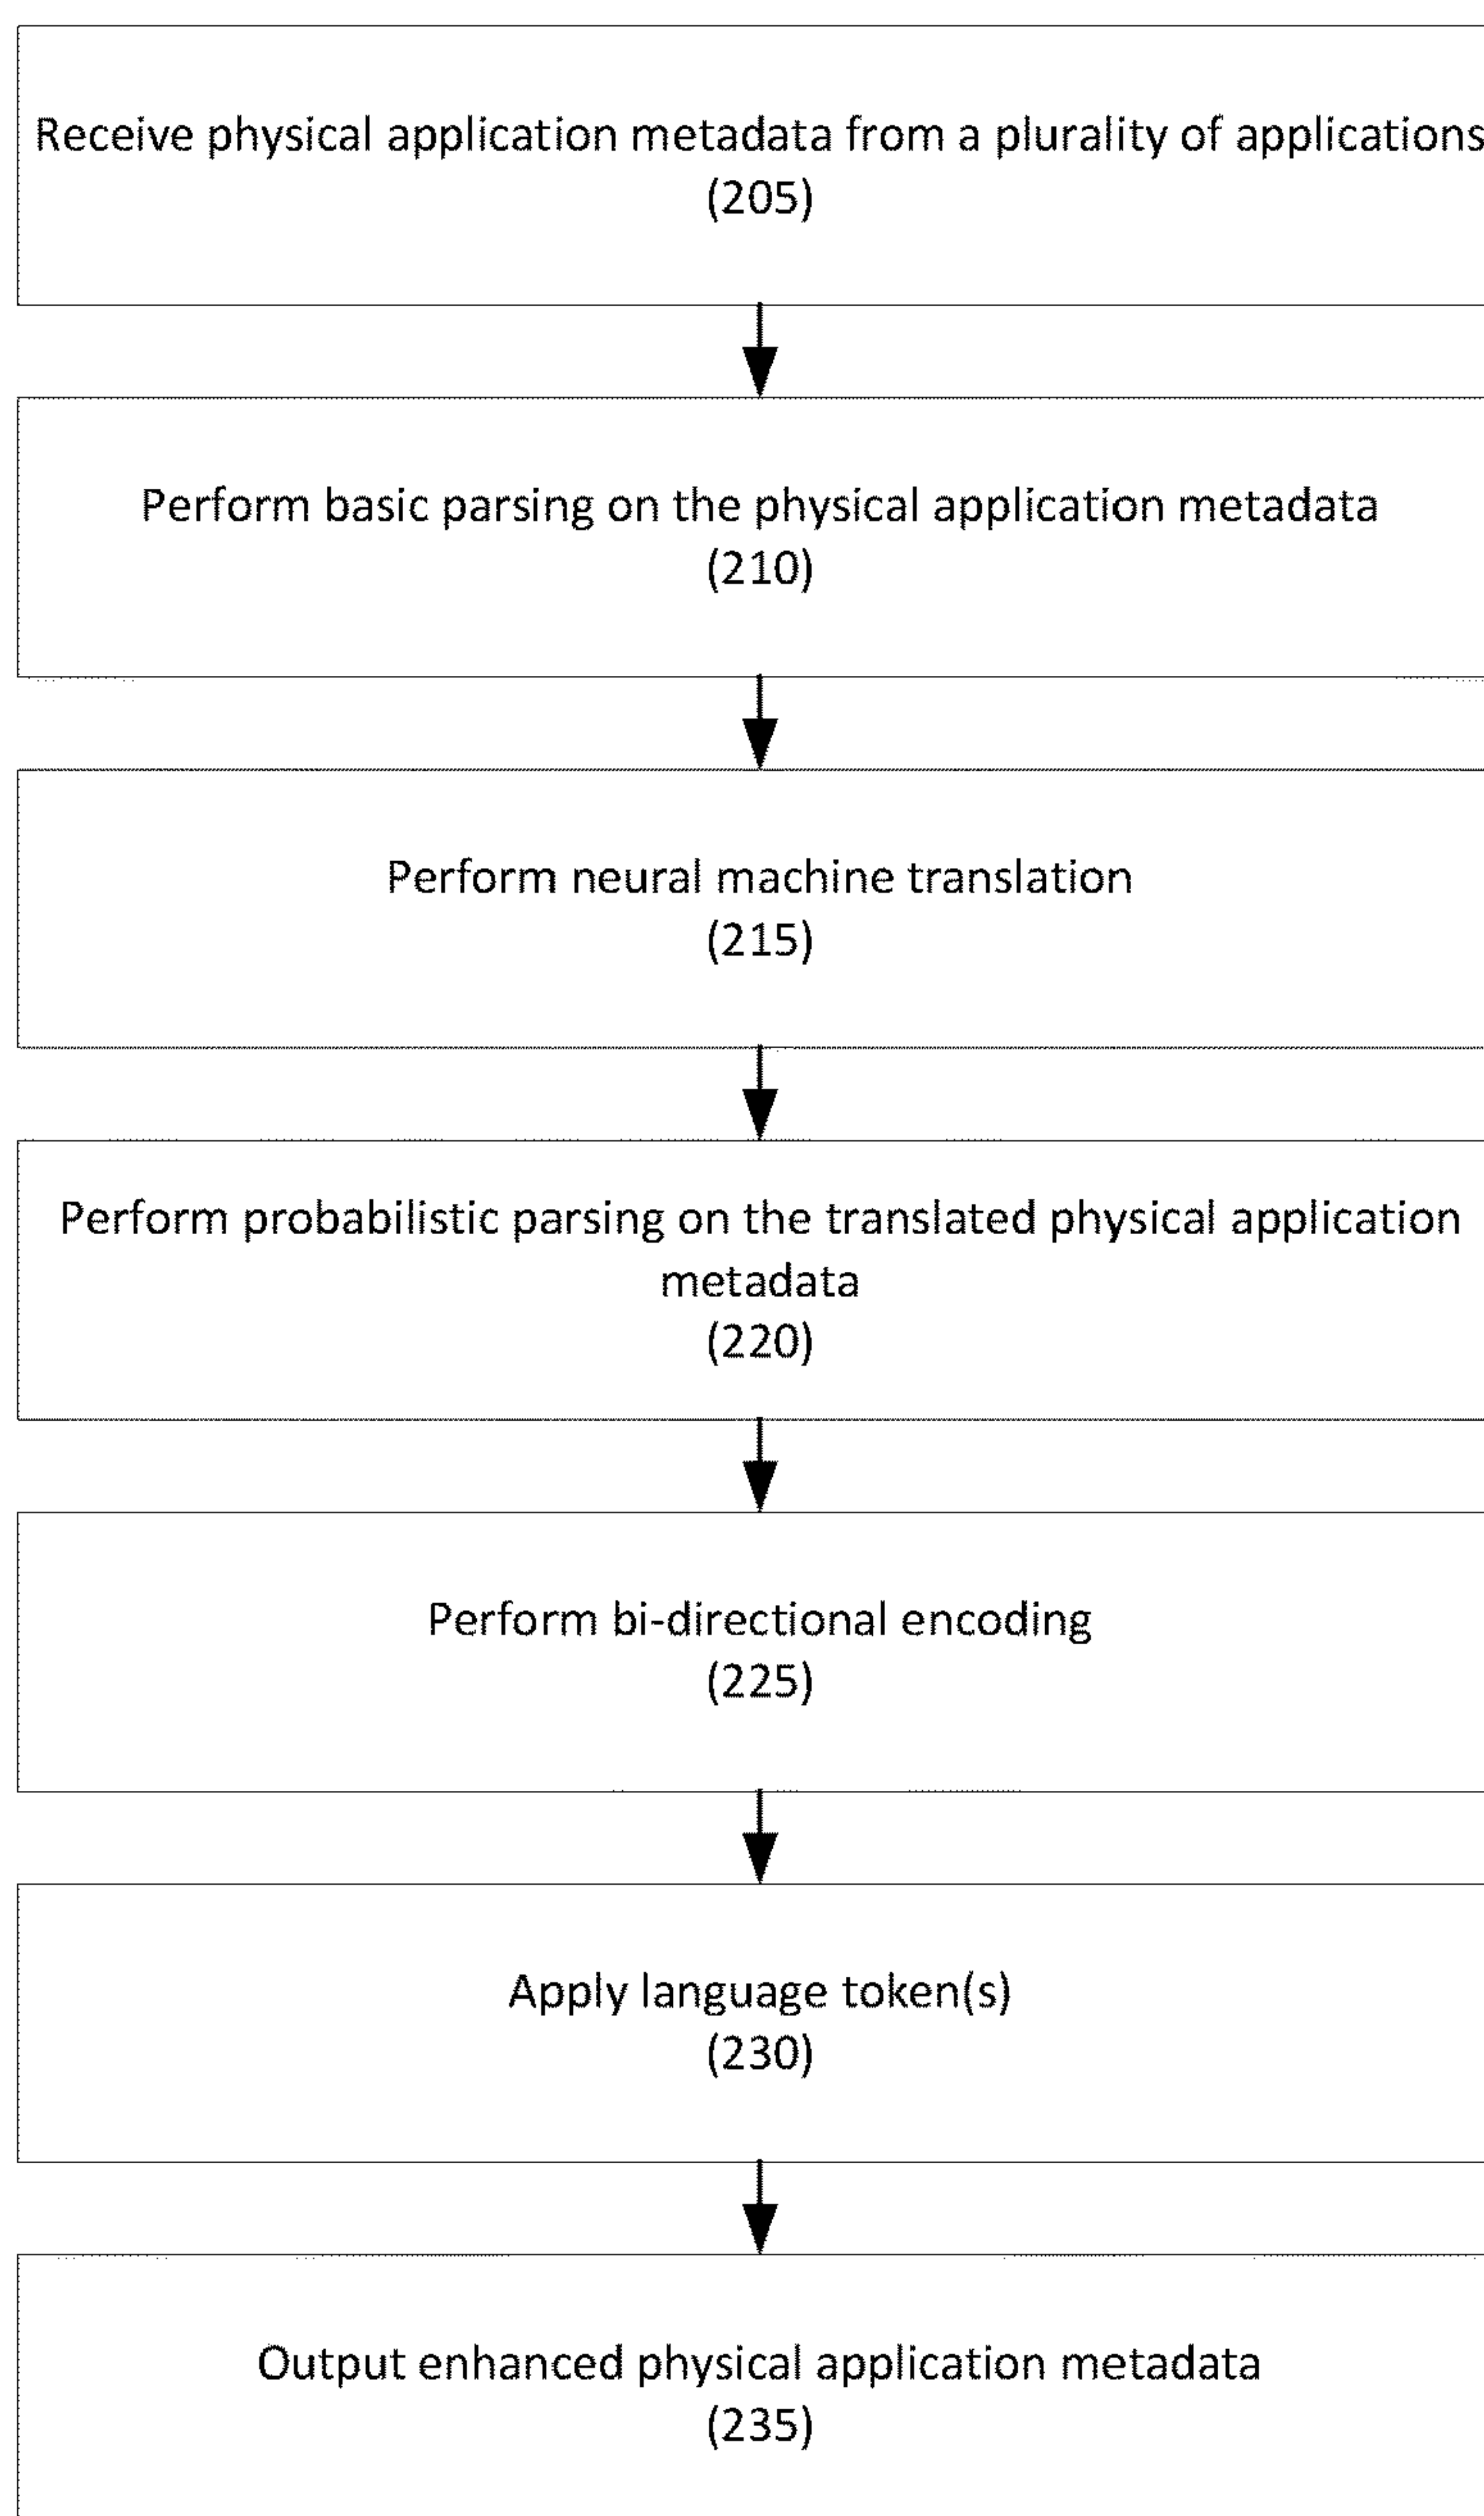 Receive physical application metadata from a plurality of applications
(205)
Perform basic parsing on the physical application metadata
(210)
Perform neural machine translation
(215)
Perform probabilistic parsing on the translated physical application
metadata
(220)
Perform bi-directional encoding
(225)
Apply language token(s)
(230)
Output enhanced physical application metadata
(235)